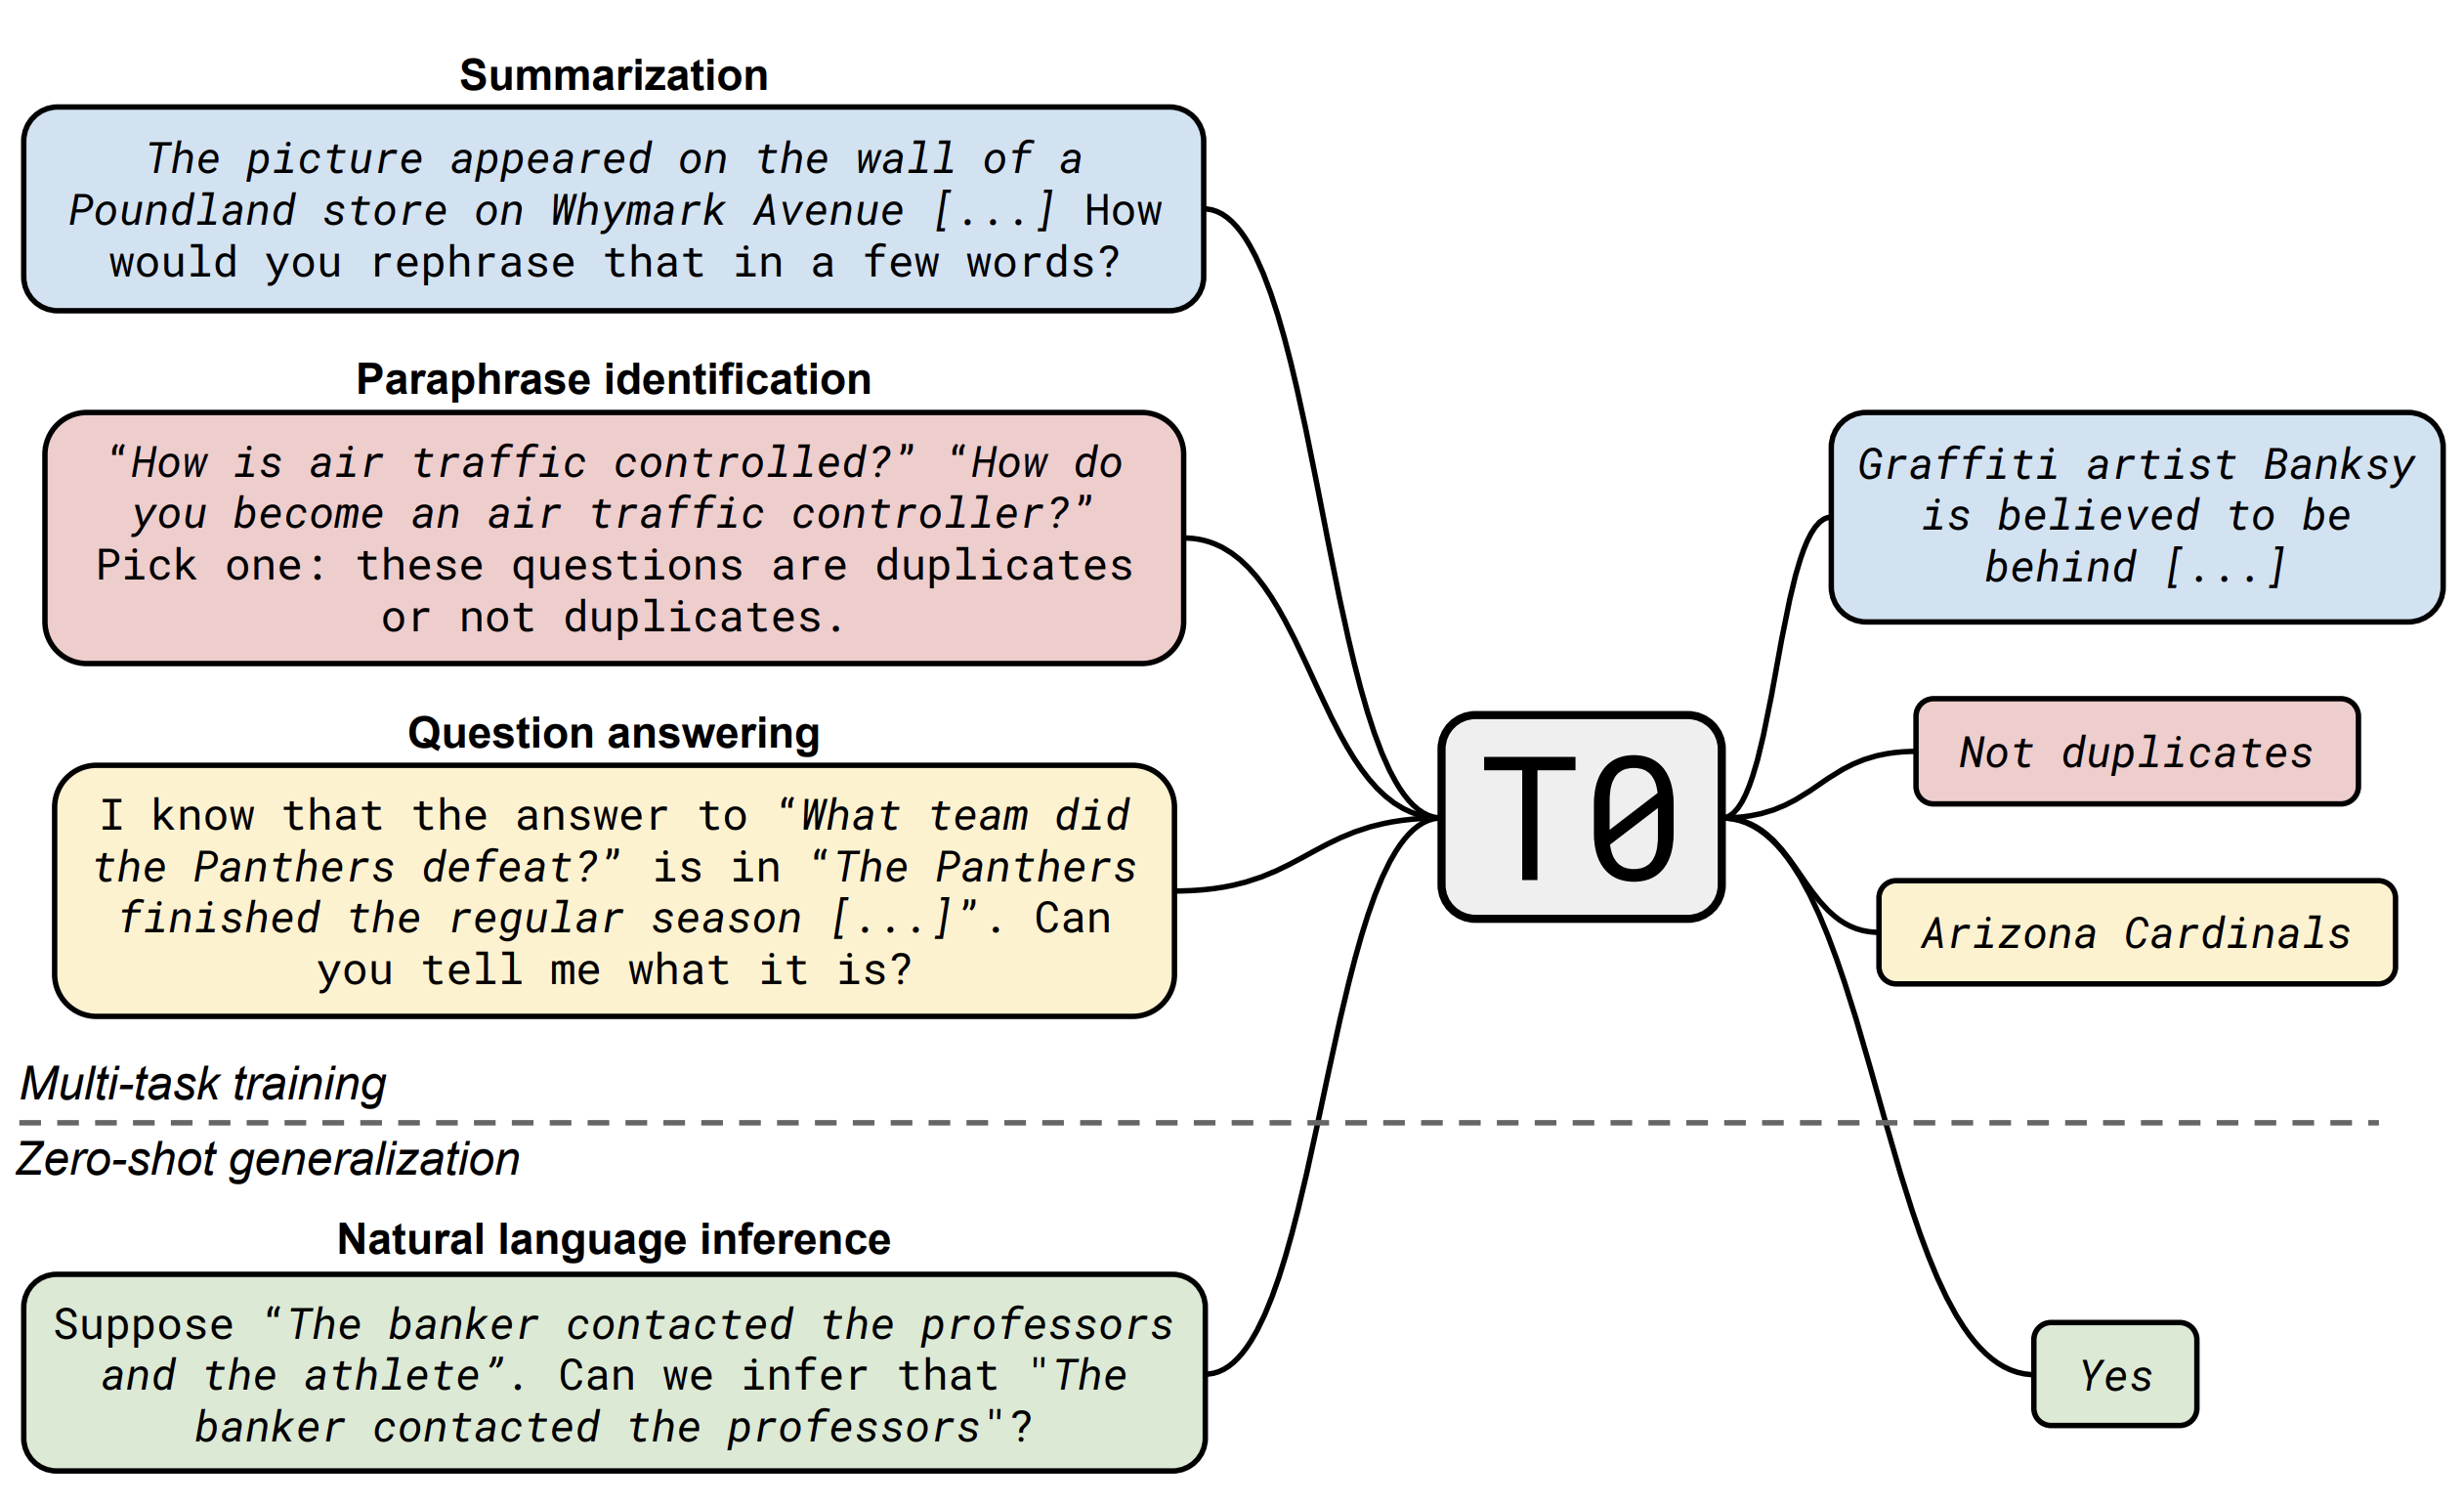 Summarization
The picture appeared on the wall of a
Poundland store on Whymark Avenue [...] How
would you rephrase that in a few words?
Paraphrase identification
“How is air traffic controlled?” “How do
you become an air traffic controller?”
Pick one: these questions are duplicates
or not duplicates.
Question answering
I know that the answer to “What team did
the Panthers defeat?” is in “The Panthers
finished the regular season [...]”. Can
you tell me what it is?
Multi-task training
Zero-shot generalization
Natural language inference
Suppose “The banker contacted the professors
and the athlete”. Can we infer that "The
banker contacted the professors"?
T0
Graffiti artist Banksy
is believed to be
behind [...]
Not duplicates
Arizona Cardinals
Yes